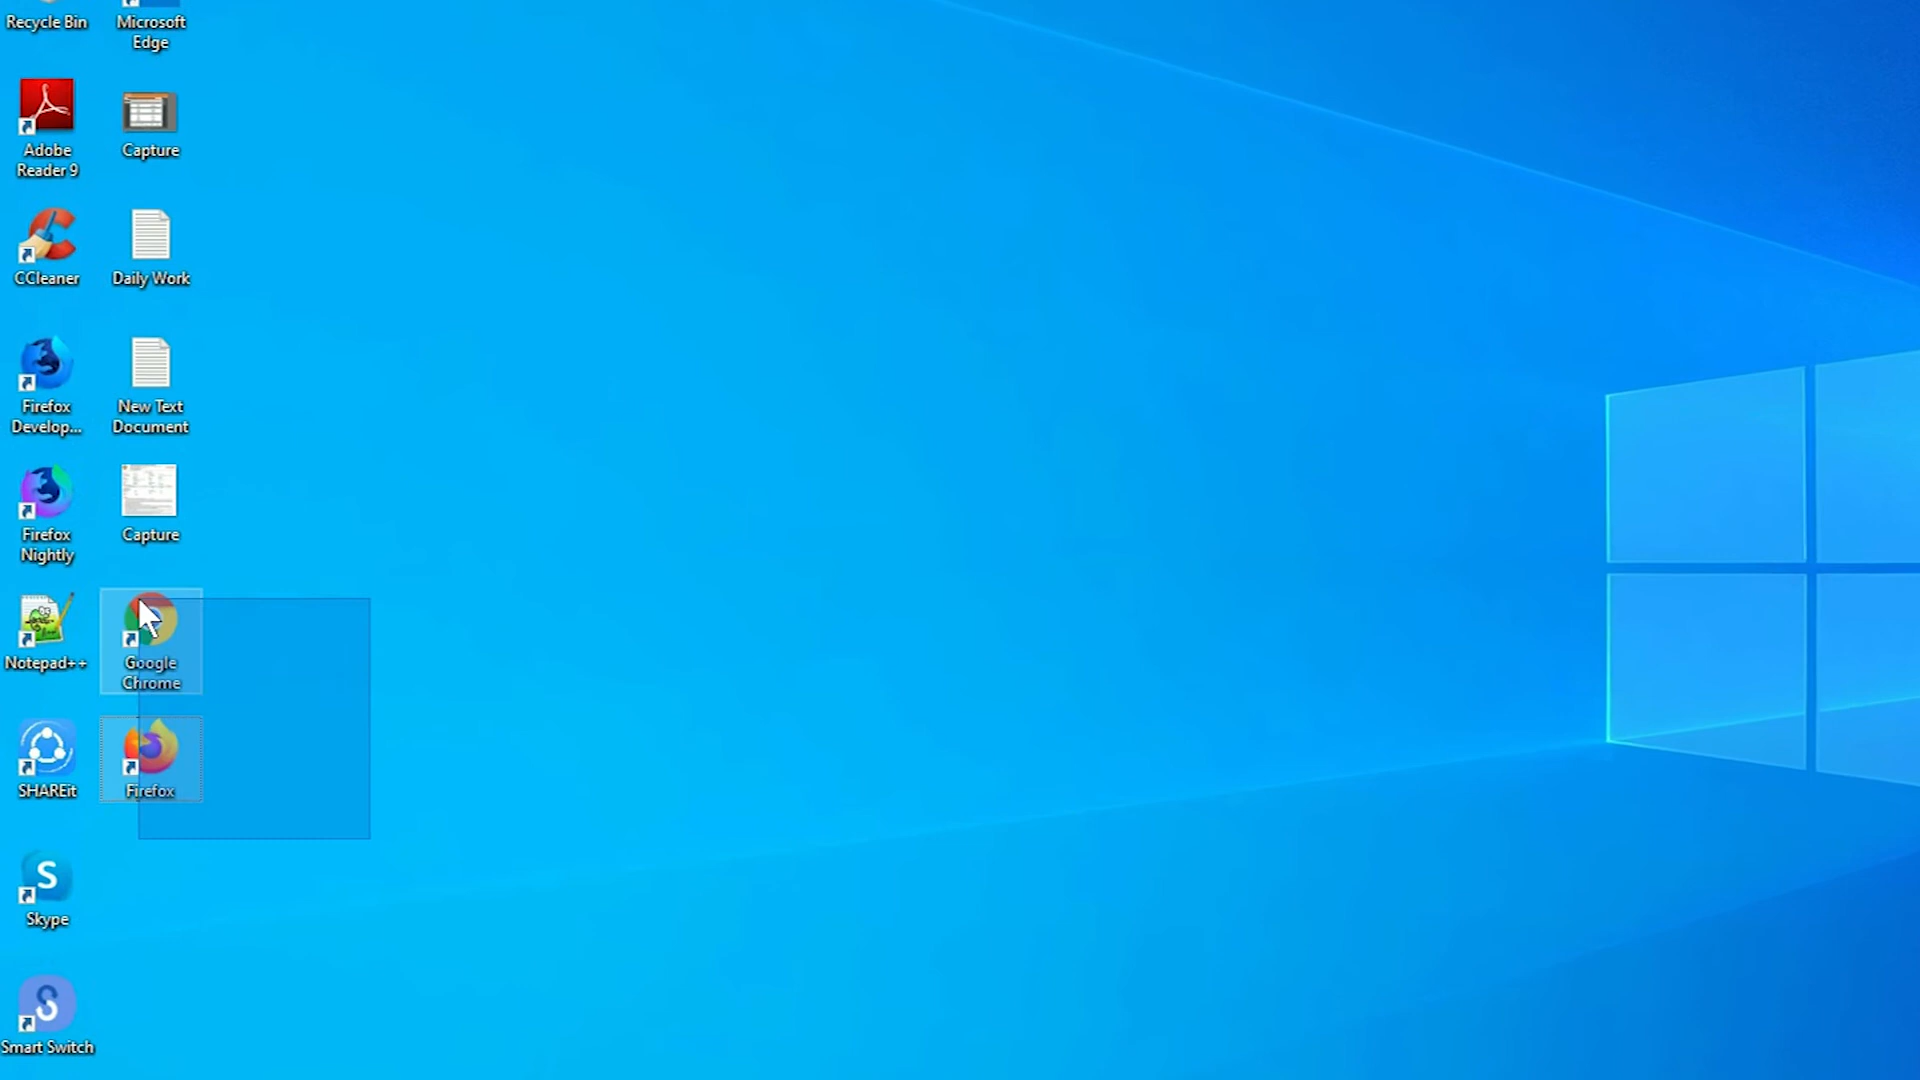 Recycle Bin
Microsoft
Edge
Adobe
Reader 9
Capture
CCleaner
Daily Work
Firefox
Develop...
New Text
Document
Firefox
Nightly
Capture
Notepad++
Google
Chrome
SHAREit
Firefox
S
Skype
S
Smart Switch